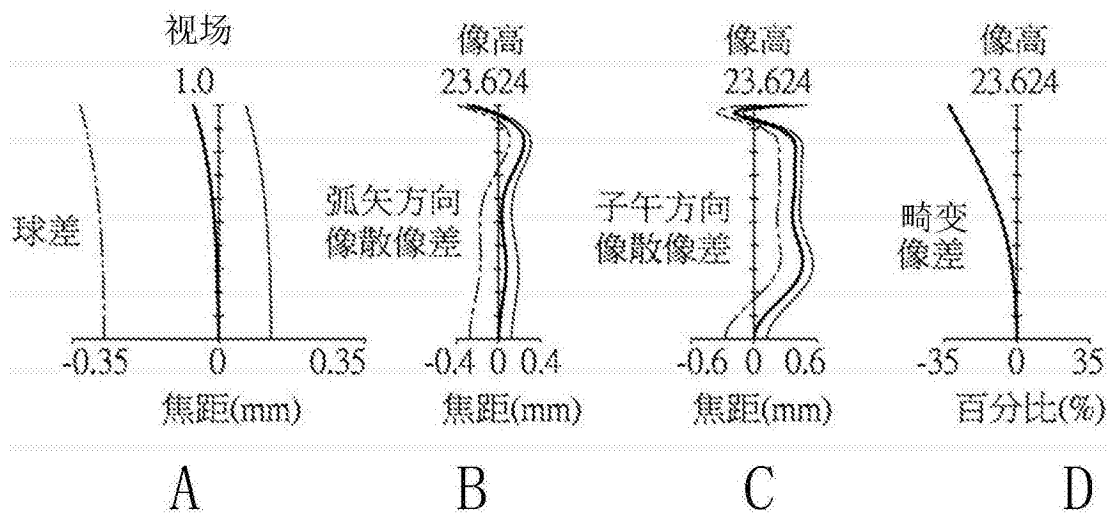 视场
1.0
球差
-0.35 0 0.35
焦距(mm)
A
像高
23.624
弧矢方向
像散像差
-0.4 0 0.4
焦距(mm)
B
像高
23.624
子午方向
像散像差
-0.6 0 0.6
焦距(mm)
C
像高
23.624
畸变
像差
-35 0 35
百分比(%)
D